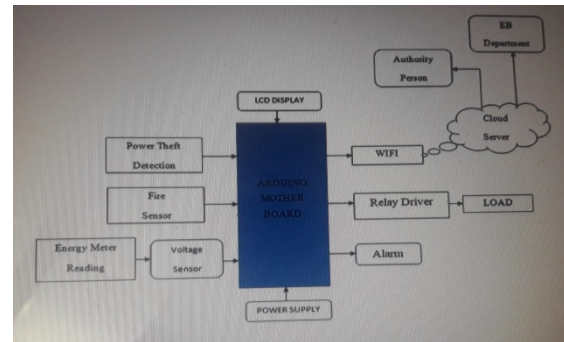 EB
Department
Authority
Person
LCD DISPLAY
Cloud
Server
Power Theft
Detection
WIFI
ARDUINO
MOTHER
BOARD
Fire
Sensor
Relay Driver
LOAD
Energy Meter
Reading
Voltage
Sensor
Alarm
POWER SUPPLY